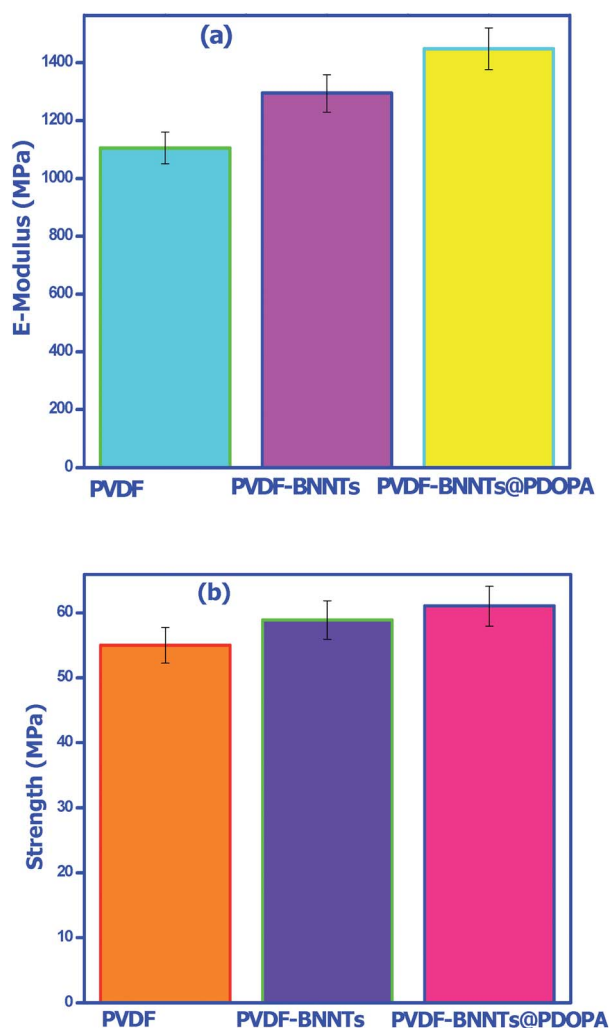 (a)
E-Modulus (MPa)
1400
1200
1000
800
600
400
200
0
PVDF PVDF-BNNTs PVDF-BNNTs@PDOPA
(b)
Strength (MPa)
60
50
40
30
20
10
0
PVDF PVDF-BNNTs PVDF-BNNTs@PDOPA